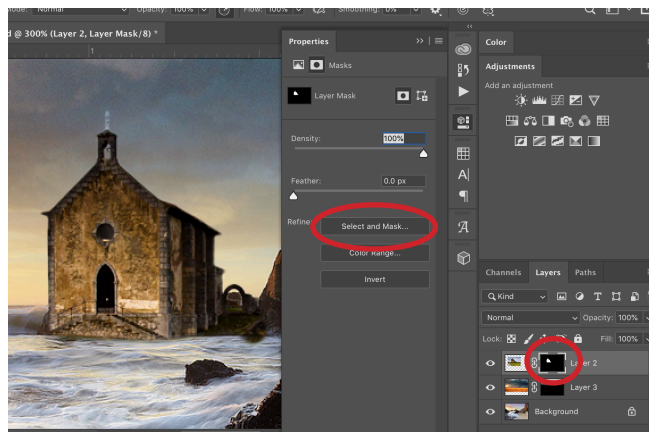 Mode: Normal Opacity: 100% Flow: 100% Smoothing: 0%
d @ 300% (Layer 2, Layer Mask/8) *
1
Properties
Masks
Layer Mask
Density: 100%
Feather: 0.0 px
Refine: Select and Mask...
Color Range...
Invert
Color
Adjustments
Add an adjustment
Channels Layers Paths
Kind
Normal Opacity: 100%
Lock: Fill: 100%
Layer 2
Layer 3
Background